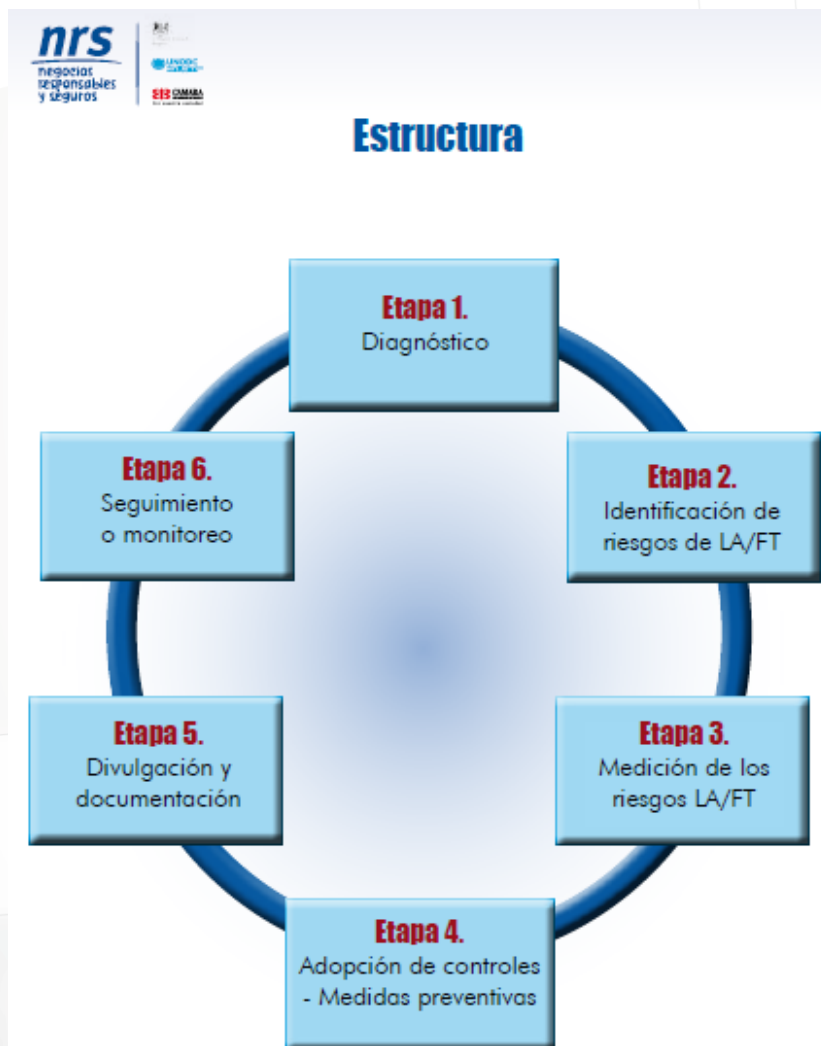 nrs
negocios
responsables
y seguros
UNODC
CAMARA
Estructura
Etapa 1.
Diagnóstico
Etapa 2.
Identificación de
riesgos de LA/FT
Etapa 3.
Medición de los
riesgos LA/FT
Etapa 4.
Adopción de controles
- Medidas preventivas
Etapa 5.
Divulgación y
documentación
Etapa 6.
Seguimiento
o monitoreo